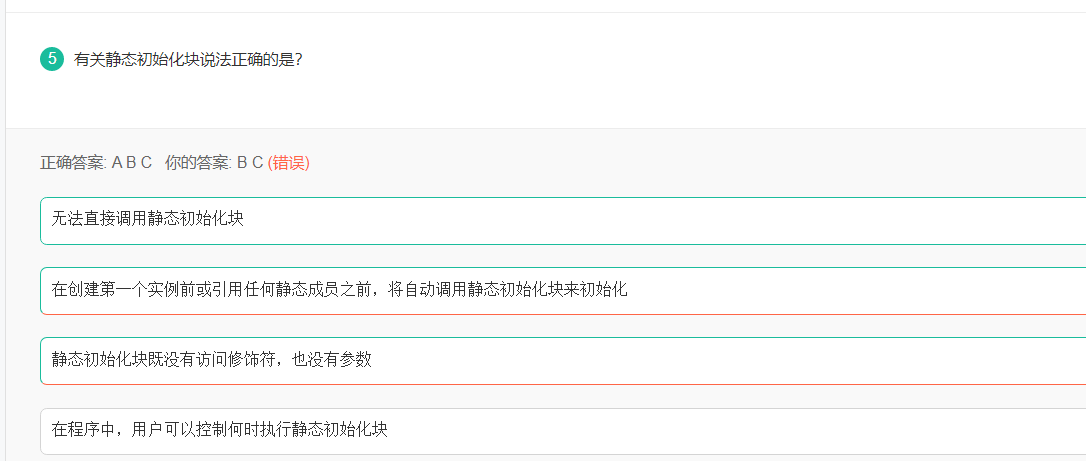 5 有关静态初始化块说法正确的是?
正确答案: A B C 你的答案: B C (错误)
无法直接调用静态初始化块
在创建第一个实例前或引用任何静态成员之前，将自动调用静态初始化块来初始化
静态初始化块既没有访问修饰符，也没有参数
在程序中，用户可以控制何时执行静态初始化块